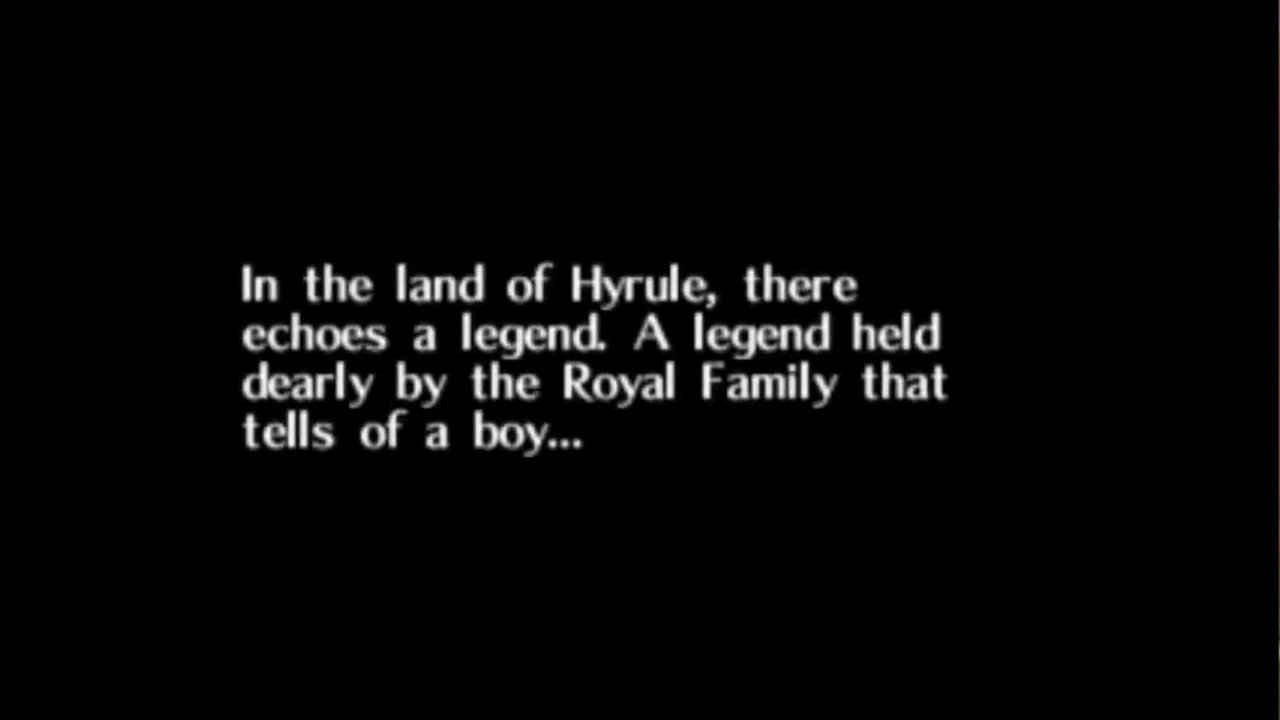 In the land of Hyrule, there
echoes a legend. A legend held
dearly by the Royal Family that
tells of a boy...